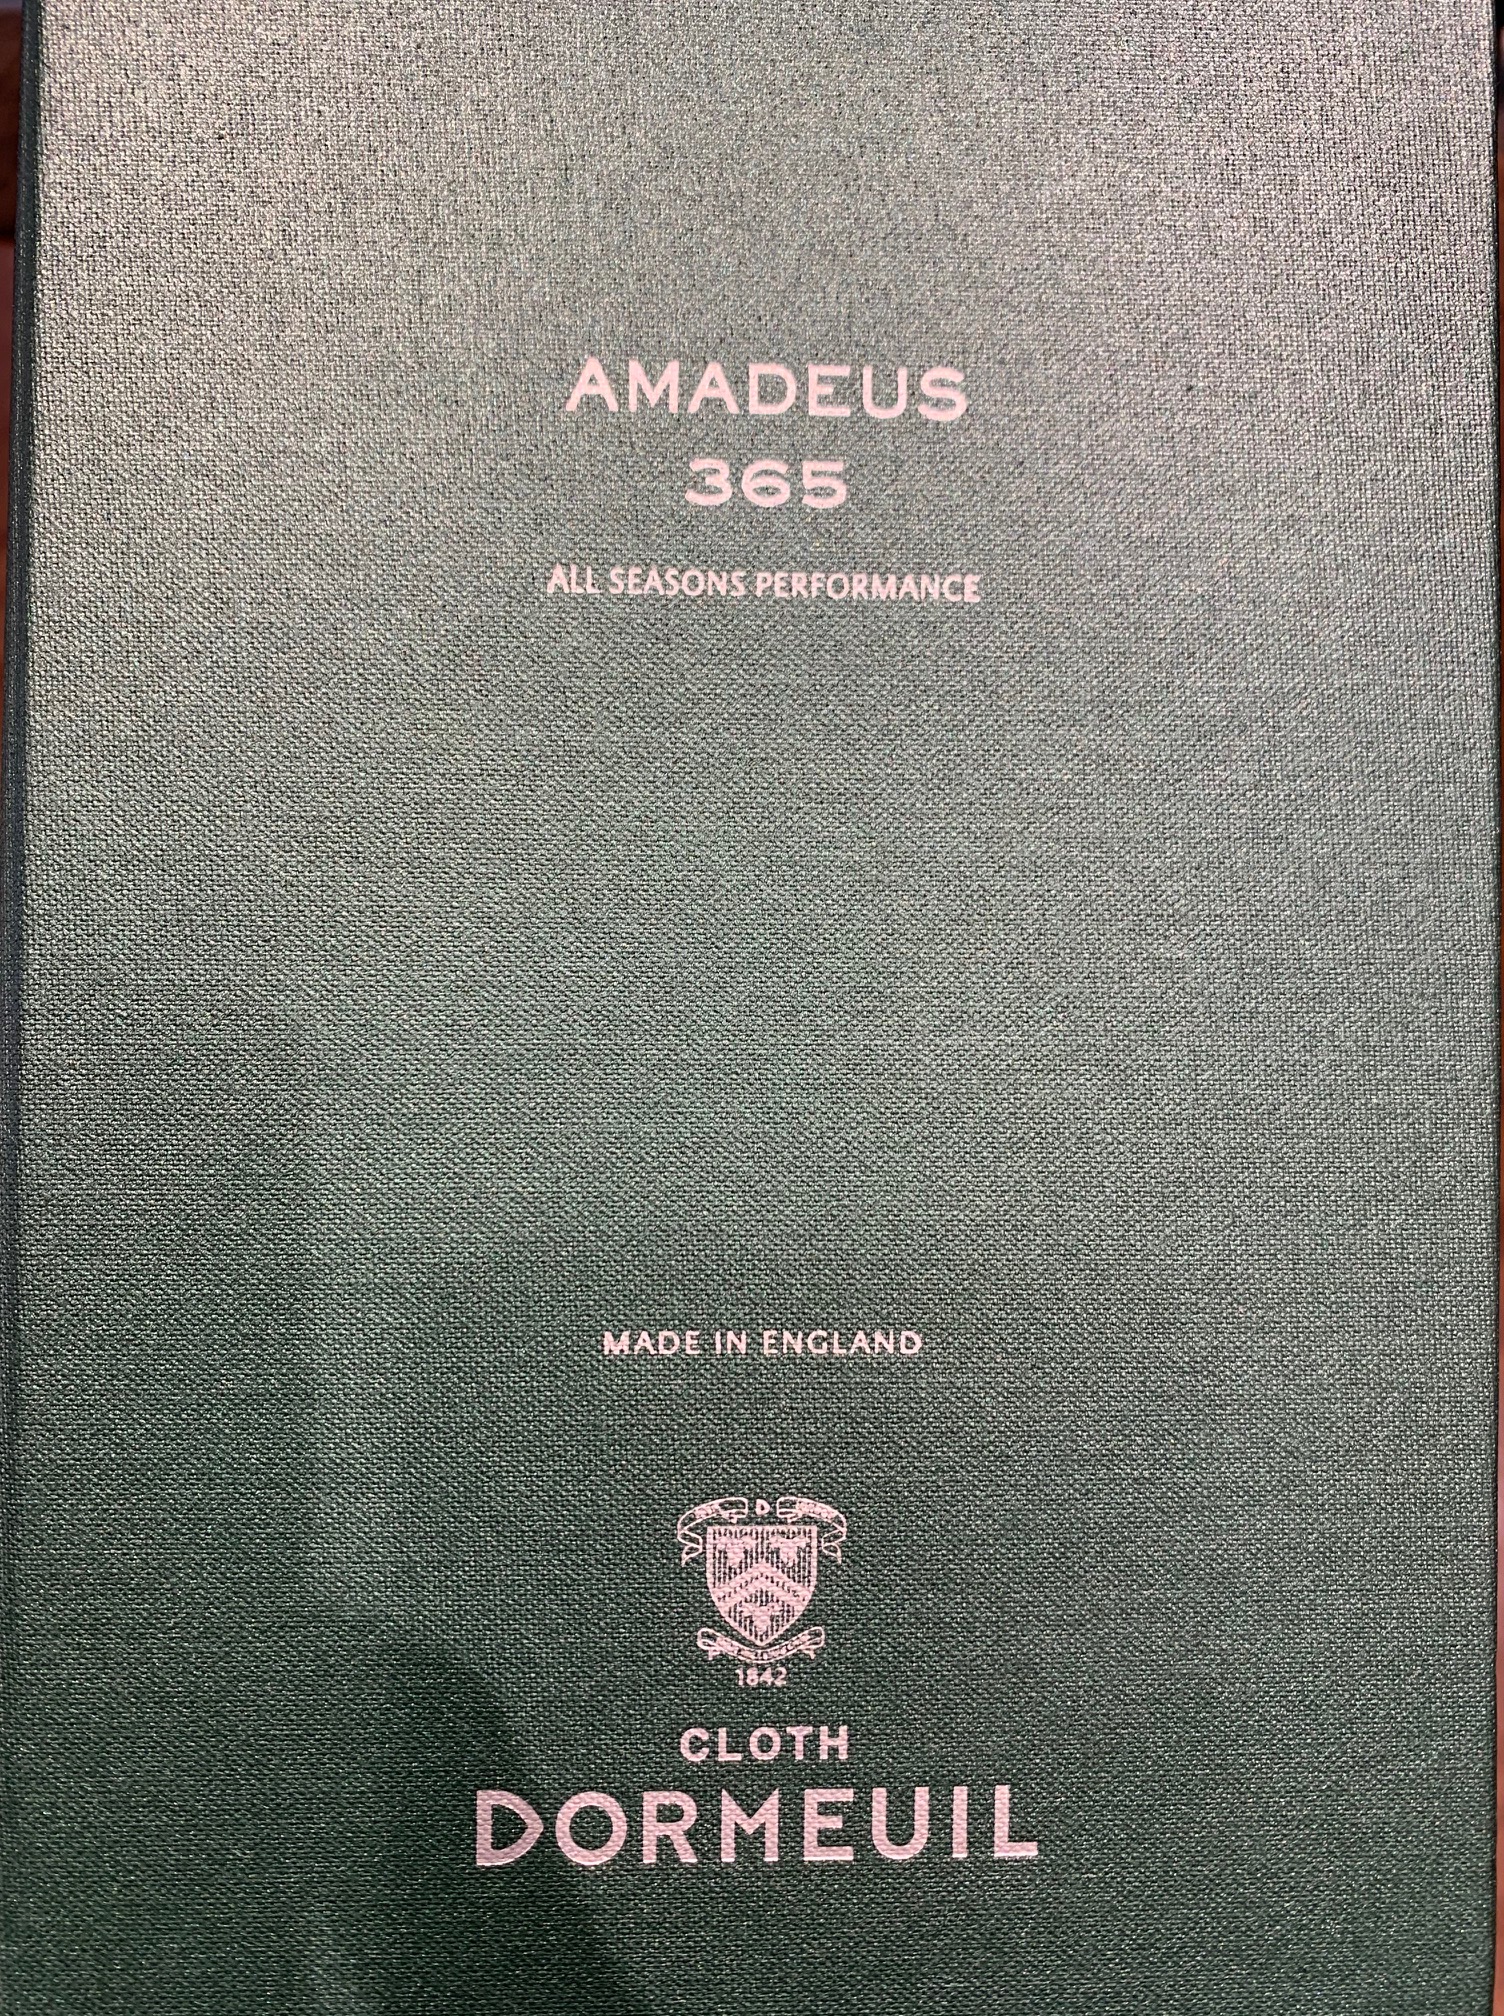 AMADEUS
365
ALL SEASONS PERFORMANCE
MADE IN ENGLAND
D
1842
CLOTH
DORMEUIL